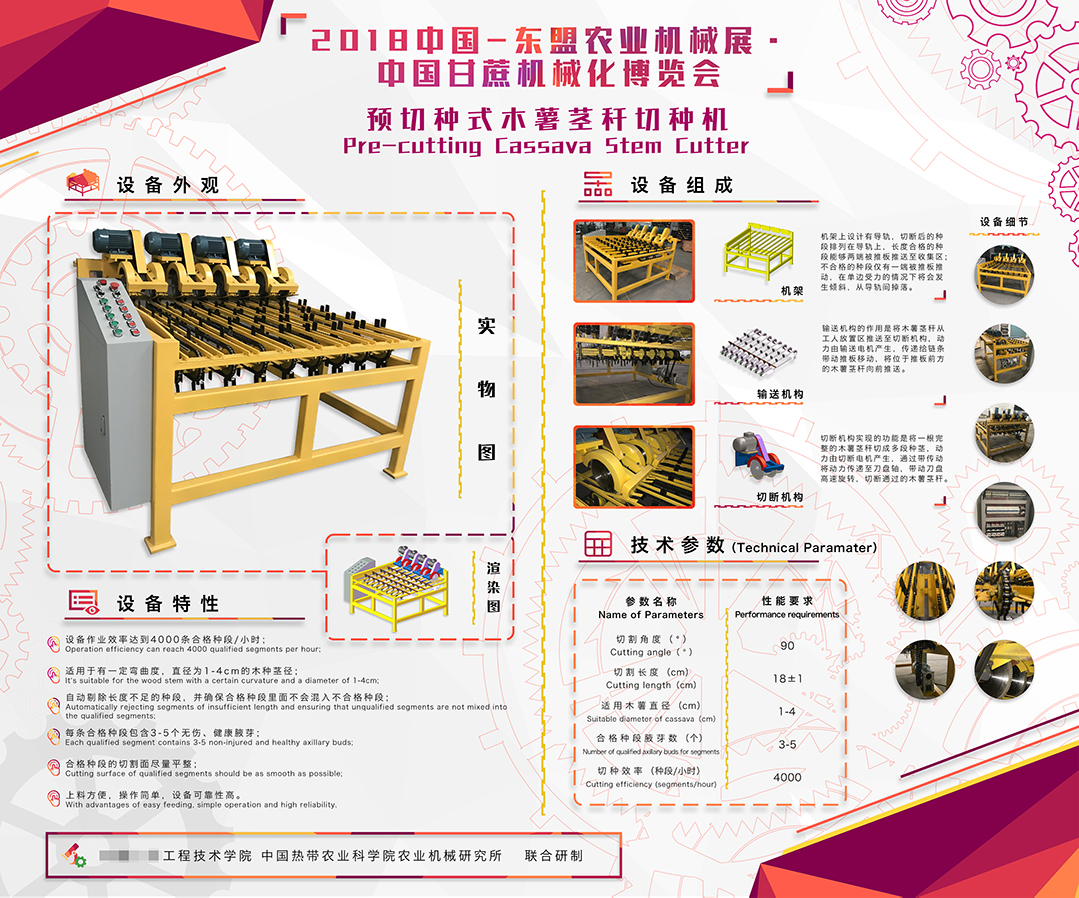 2018中国-东盟农业机械展·
中国甘蔗机械化博览会
预切种式木薯茎秆切种机
Pre-cutting Cassava Stem Cutter
设备外观
实物图
渲染图
设备特性
设备作业效率达到4000条合格种段/小时；
Operation efficiency can reach 4000 qualified segments per hour;
适用于有一定弯曲度，直径为1-4cm的木种茎径；
It's suitable for the wood stem with a certain curvature and a diameter of 1-4cm;
自动剔除长度不足的种段，并确保合格种段里面不会混入不合格种段；
Automatically rejecting segments of insufficient length and ensuring that unqualified segments are not mixed into
the qualified segments;
每条合格种段包含3-5个无伤、健康腋芽；
Each qualified segment contains 3-5 non-injured and healthy axillary buds;
合格种段的切割面尽量平整；
Cutting surface of qualified segments should be as smooth as possible;
上料方便，操作简单，设备可靠性高。
With advantages of easy feeding, simple operation and high reliability.
设备组成
机架
机架上设计有导轨，切断后的种
段排列在导轨上，长度合格的种
段能够两端被推板推送至收集区；
不合格的种段仅有一端被推板推
动，在单边受力的情况下将会发
生倾斜，从导轨间掉落。
输送机构
输送机构的作用是将木薯茎秆从
工人放置区推送至切断机构，动
力由输送电机产生，传递给链条
带动推板移动，将位于推板前方
的木薯茎秆向前推送。
切断机构
切断机构实现的功能是将一根完
整的木薯茎秆切成多段种茎，动
力由切断电机产生，通过带传动
将动力传递至刀盘轴，带动刀盘
高速旋转，切断通过的木薯茎秆。
设备细节
技术参数 (Technical Paramater)
参数名称 性能要求
Name of Parameters Performance requirements
切割角度（°）
Cutting angle（°） 90
切割长度（cm）
Cutting length（cm） 18±1
适用木薯直径（cm）
Suitable diameter of cassava（cm） 1-4
合格种段腋芽数（个）
Number of qualified axillary buds for segments 3-5
切种效率（种段/小时）
Cutting efficiency (segments/hour) 4000
工程技术学院 中国热带农业科学院农业机械研究所 联合研制